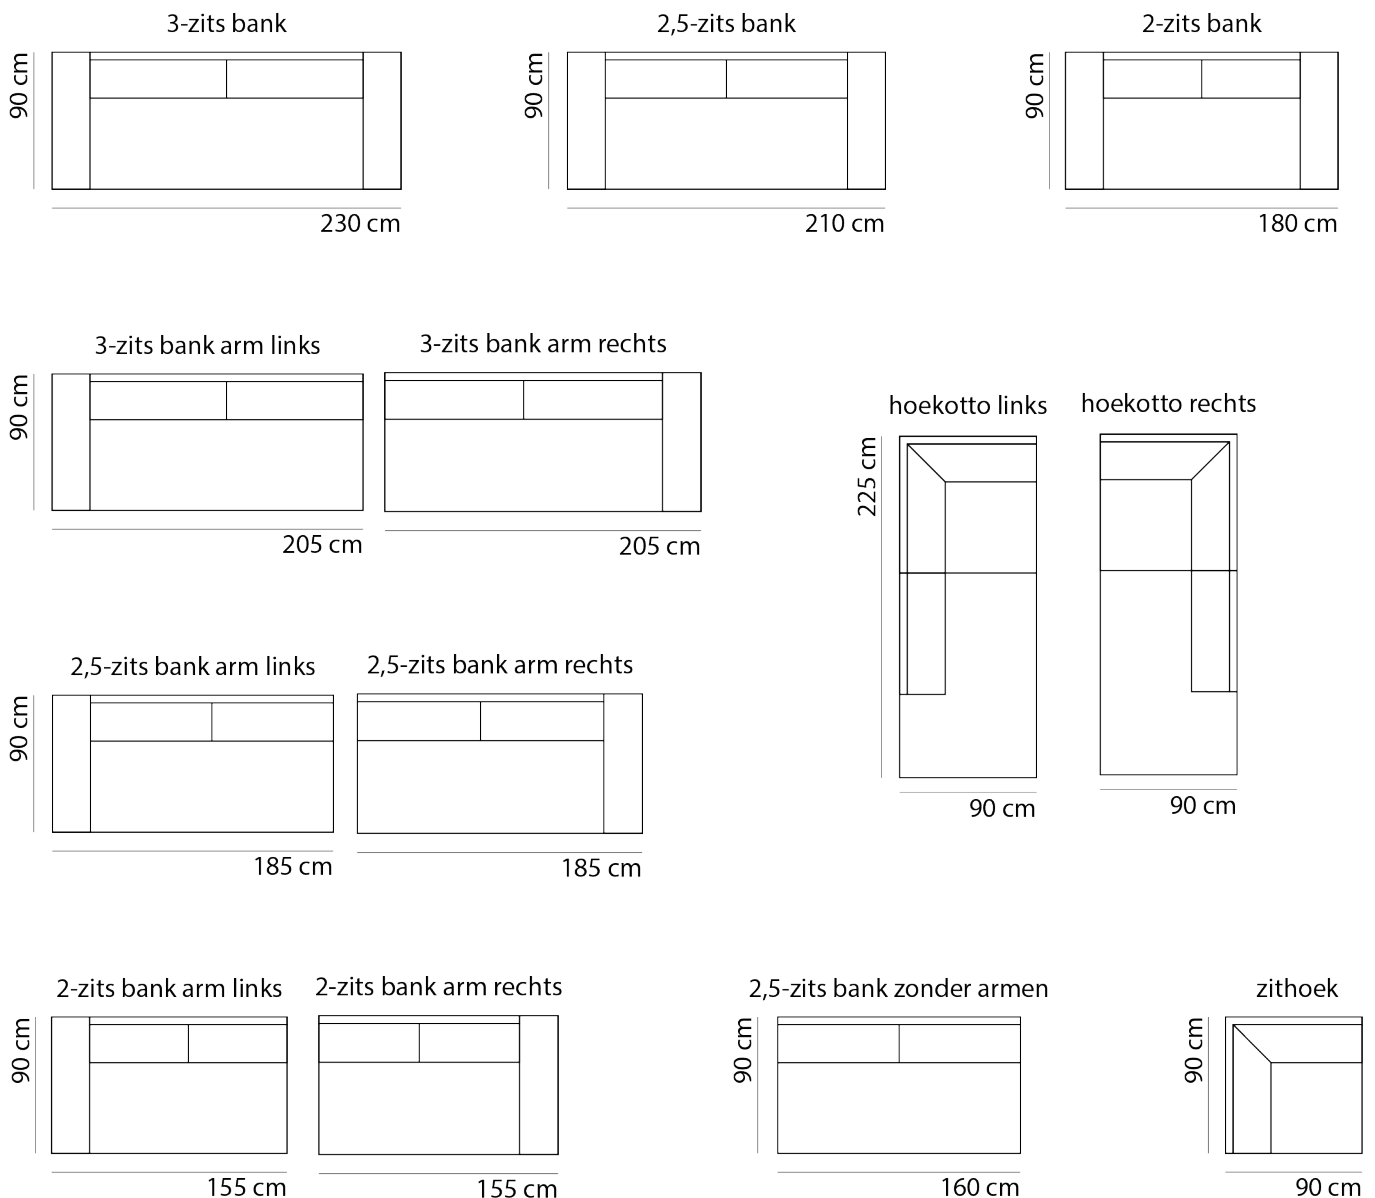 3-zits bank
2,5-zits bank
2-zits bank
90 cm
90 cm
90 cm
230 cm
210 cm
180 cm
3-zits bank arm links
3-zits bank arm rechts
90 cm
205 cm
205 cm
hoekotto links
hoekotto rechts
225 cm
90 cm
90 cm
2,5-zits bank arm links
2,5-zits bank arm rechts
90 cm
185 cm
185 cm
2-zits bank arm links
2-zits bank arm rechts
2,5-zits bank zonder armen
zithoek
90 cm
90 cm
90 cm
155 cm
155 cm
160 cm
90 cm